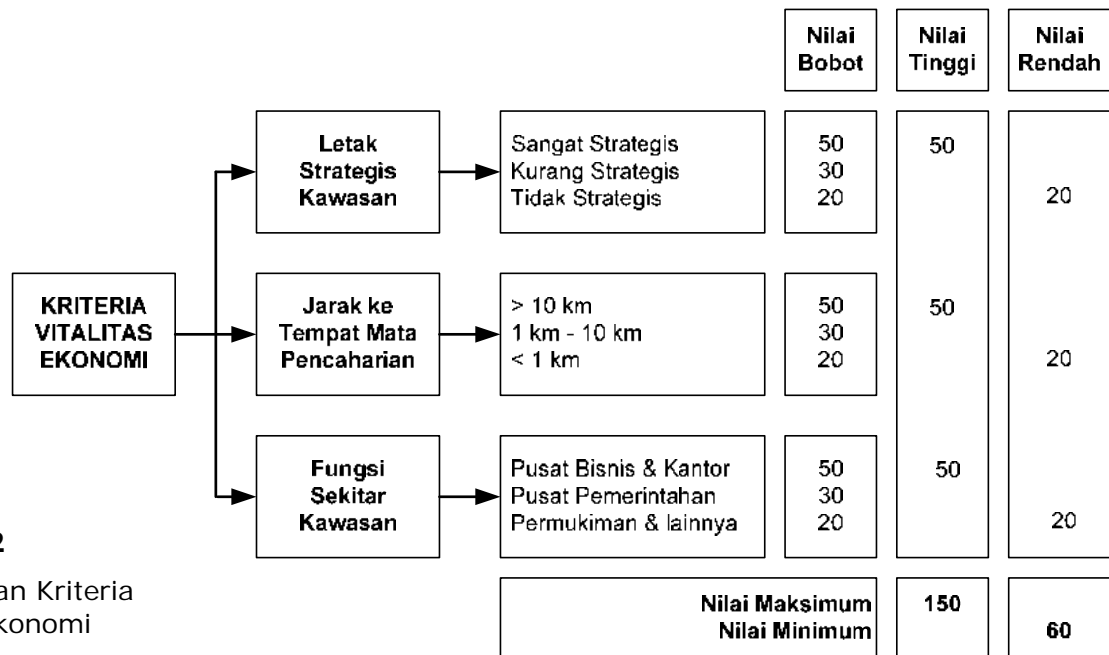 Nilai Bobot
Nilai Tinggi
Nilai Rendah
KRITERIA
VITALITAS
EKONOMI
Letak
Strategis
Kawasan
Sangat Strategis
Kurang Strategis
Tidak Strategis
50
30
20
50
20
Jarak ke
Tempat Mata
Pencaharian
> 10 km
1 km - 10 km
< 1 km
50
30
20
50
20
Fungsi
Sekitar
Kawasan
Pusat Bisnis & Kantor
Pusat Pemerintahan
Permukiman & lainnya
50
30
20
50
20
Nilai Maksimum 150
Nilai Minimum 60
2
an Kriteria
konomi